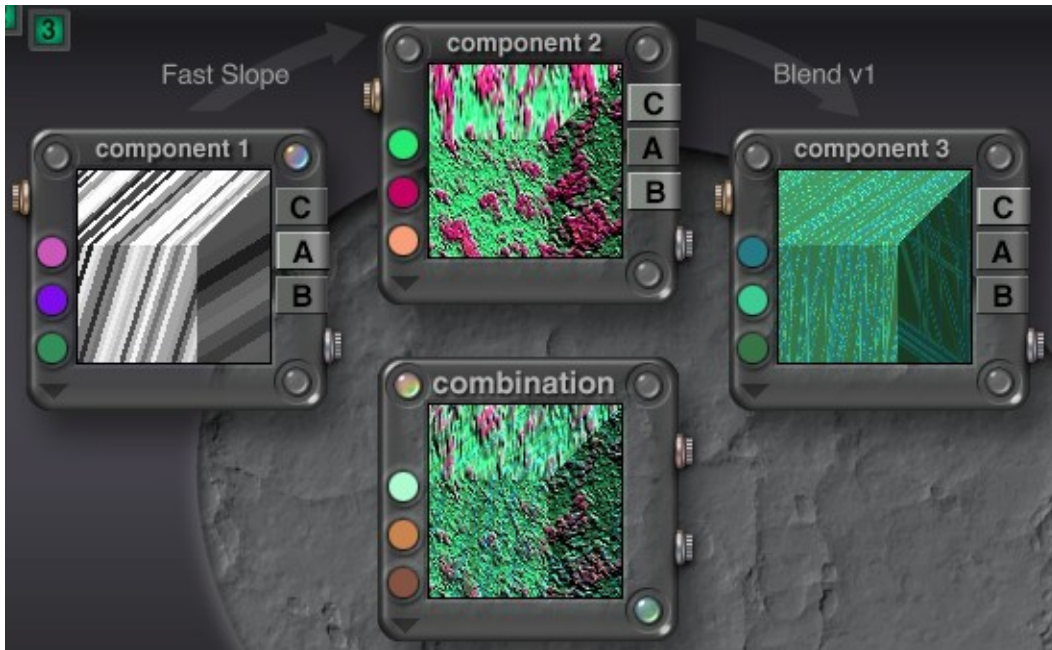 3
Fast Slope
Blend v1
component 1
C
A
B
component 2
C
A
B
component 3
C
A
B
combination